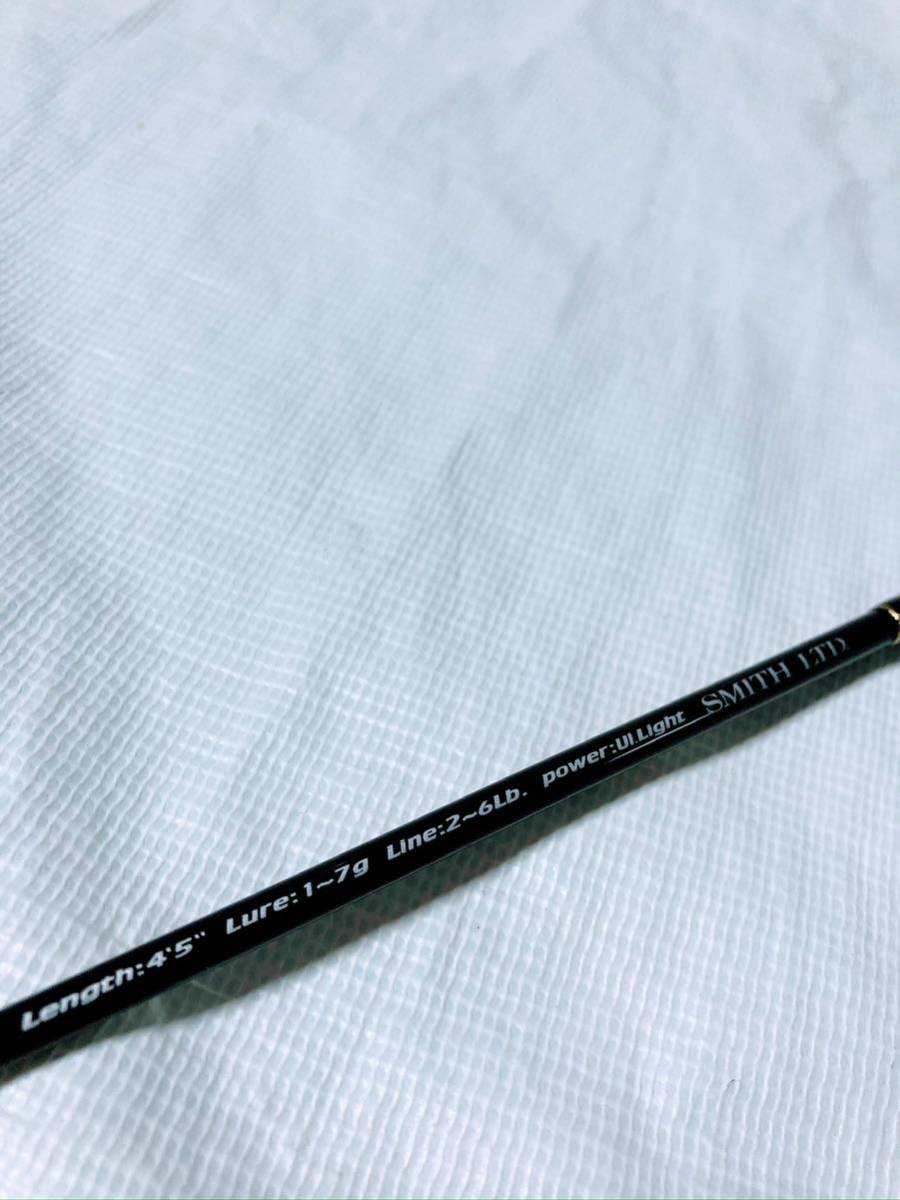 Length:4'5" Lure:1~7g Line:2~6Lb. power:Ul.Light SMITH LTD.